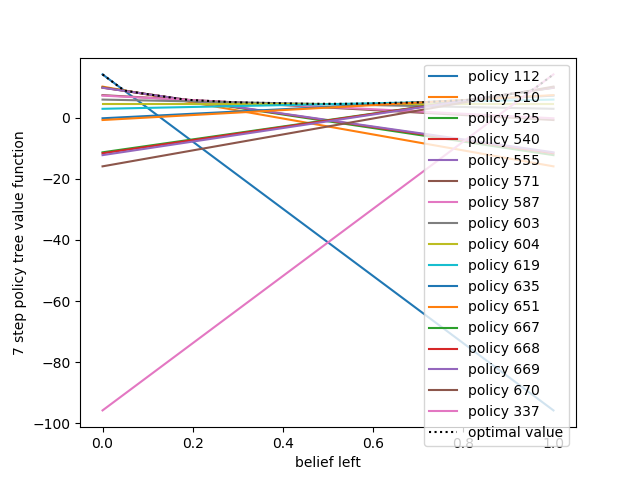 7 step policy tree value function
0
−20
−40
−60
−80
−100
0.0 0.2 0.4 0.6 0.8 1.0
belief left
policy 112
policy 510
policy 525
policy 540
policy 555
policy 571
policy 587
policy 603
policy 604
policy 619
policy 635
policy 651
policy 667
policy 668
policy 669
policy 670
policy 337
optimal value